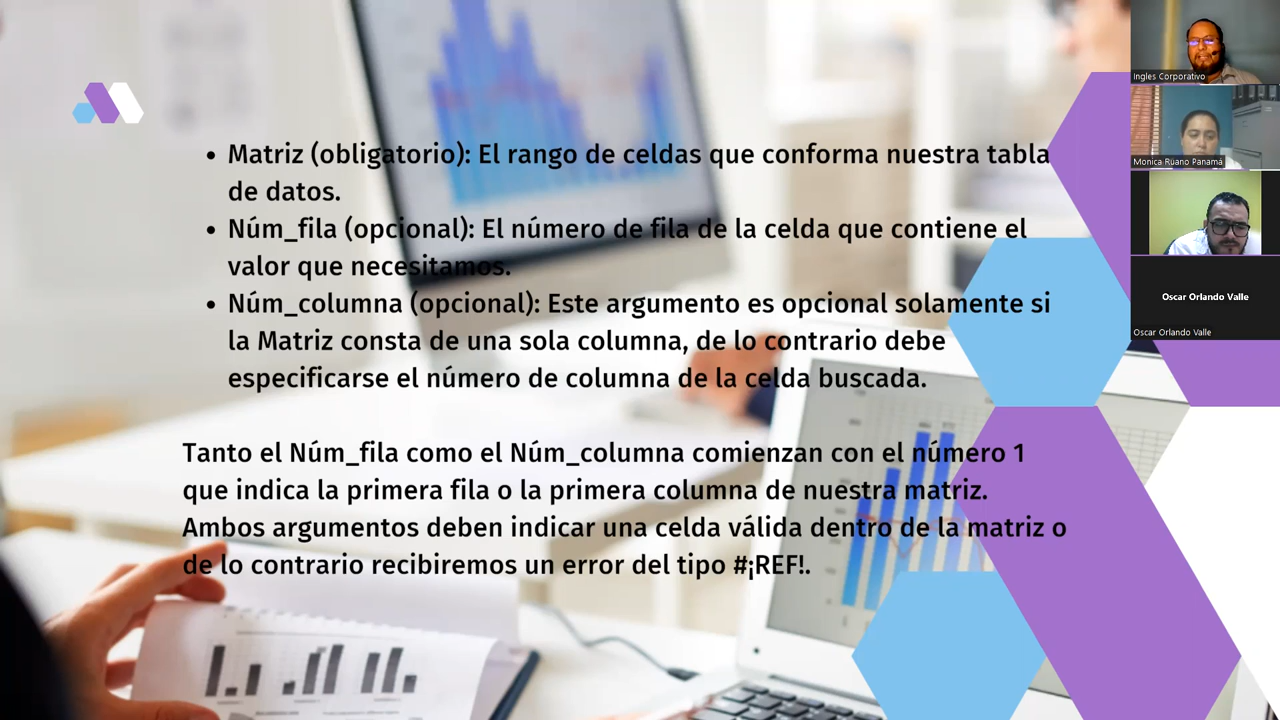 Matriz (obligatorio): El rango de celdas que conforma nuestra tabla
de datos.
Núm_fila (opcional): El número de fila de la celda que contiene el
valor que necesitamos.
Núm_columna (opcional): Este argumento es opcional solamente si
la Matriz consta de una sola columna, de lo contrario debe
especificarse el número de columna de la celda buscada.
Tanto el Núm_fila como el Núm_columna comienzan con el número 1
que indica la primera fila o la primera columna de nuestra matriz.
Ambos argumentos deben indicar una celda válida dentro de la matriz o
de lo contrario recibiremos un error del tipo #¡REF!.
Ingles Corporativo
Monica Ruano Panamá
Oscar Orlando Valle
Oscar Orlando Valle